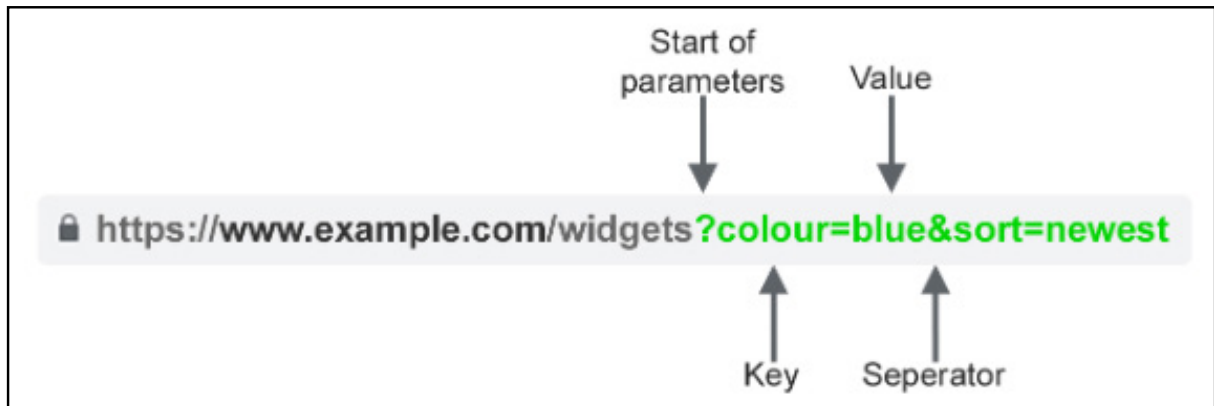 Start of
parameters
Value
https://www.example.com/widgets?colour=blue&sort=newest
Key
Seperator